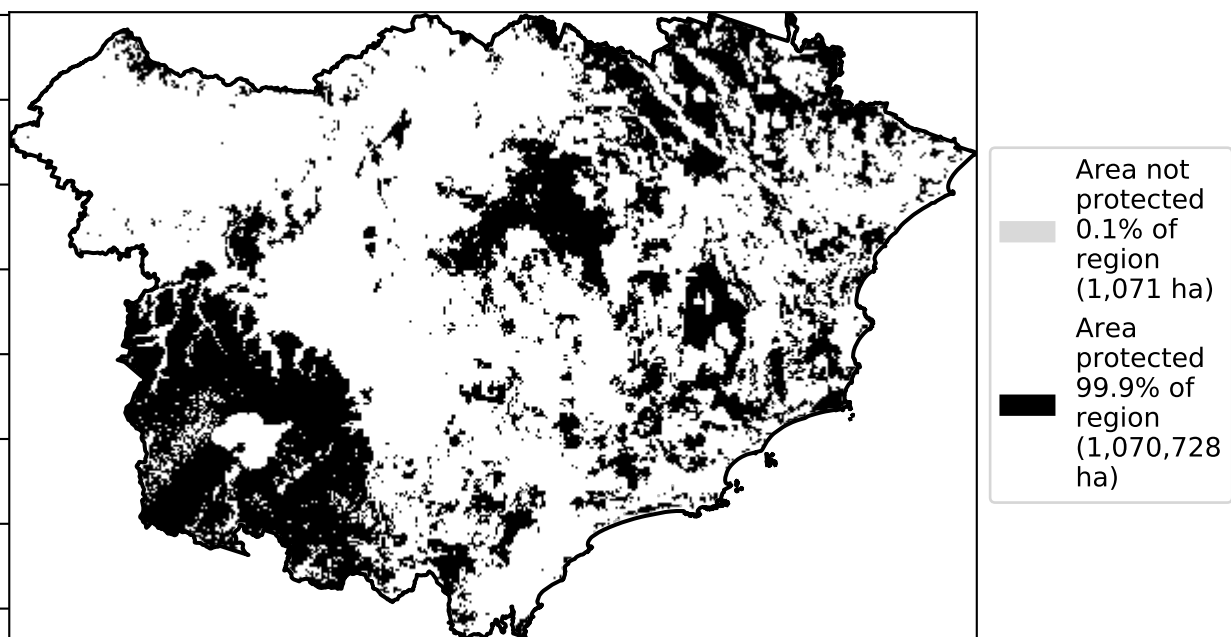 Area not
protected
0.1% of
region
(1,071 ha)
Area
protected
99.9% of
region
(1,070,728
ha)